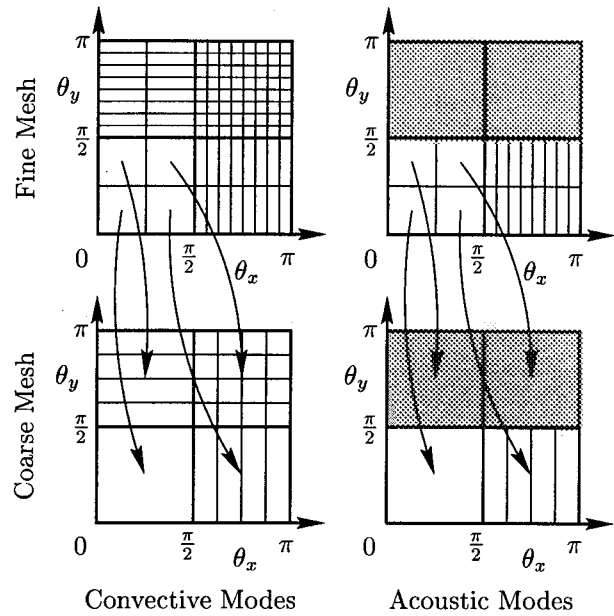 Fine Mesh
π
θy
π/2
0
π/2
π
θx
π
θy
π/2
0
π/2
π
θx
Coarse Mesh
π
θy
π/2
0
π/2
θx
π
π
θy
π/2
0
π/2
θx
π
Convective Modes
Acoustic Modes